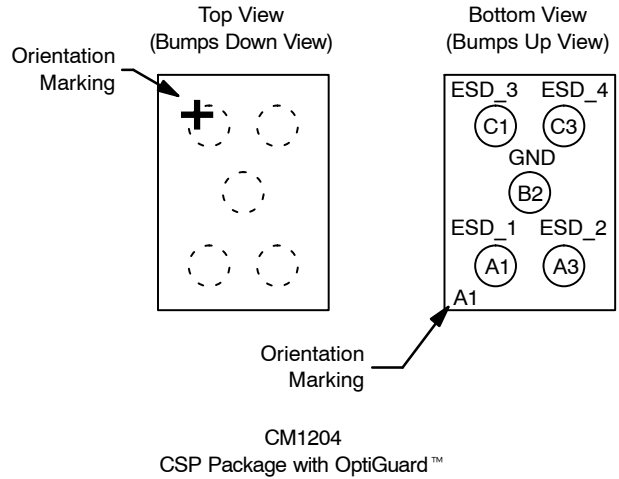 Top View
(Bumps Down View)
Bottom View
(Bumps Up View)
Orientation
Marking
ESD_3 ESD_4
C1 C3
GND
B2
ESD_1 ESD_2
A1 A3
A1
Orientation
Marking
CM1204
CSP Package with OptiGuard™